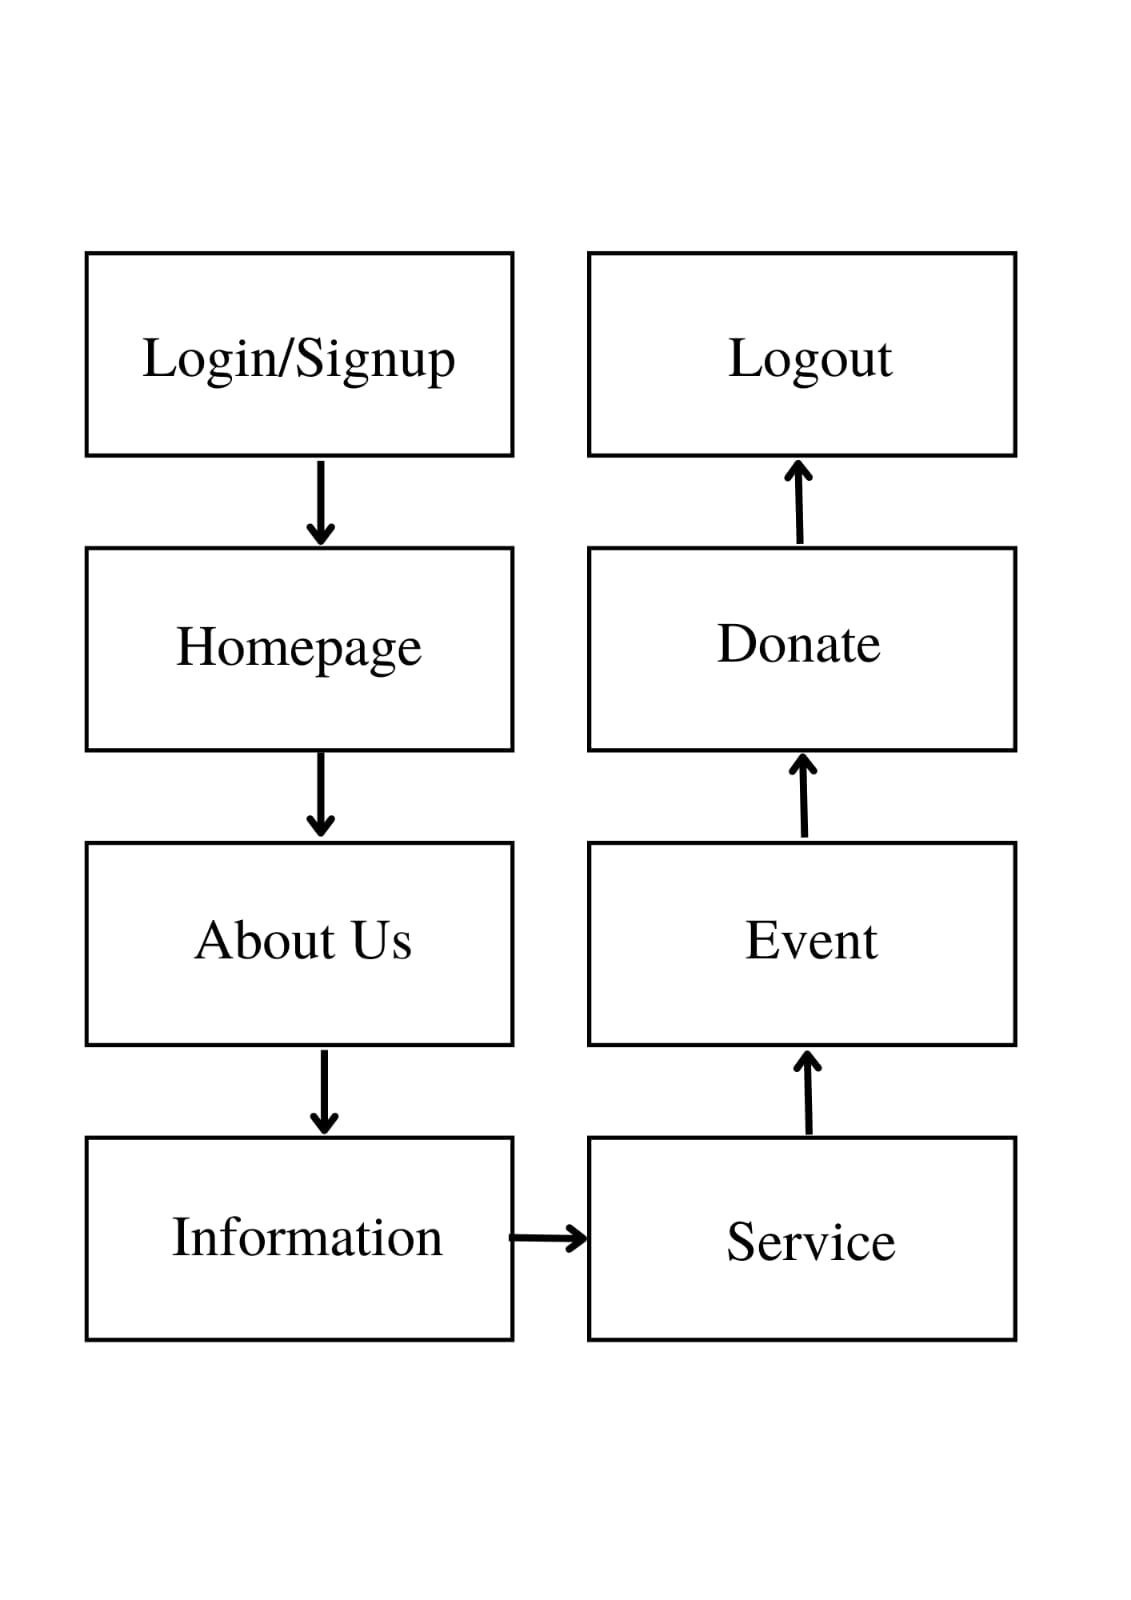 Login/Signup
Homepage
About Us
Information
Service
Event
Donate
Logout